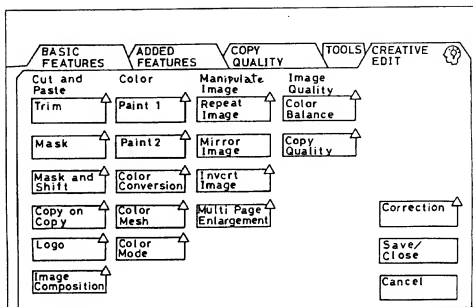 BASIC FEATURES
ADDED FEATURES
COPY QUALITY
TOOLS
CREATIVE EDIT
Cut and Paste
Trim
Mask
Mask and Shift
Copy on Copy
Logo
Image Composition
Color
Paint 1
Paint2
Color Conversion
Color Mesh
Color Mode
Manipulate Image
Repeat Image
Mirror Image
Invert Image
Multi Page Enlargement
Image Quality
Color Balance
Copy Quality
Correction
Save/ Close
Cancel